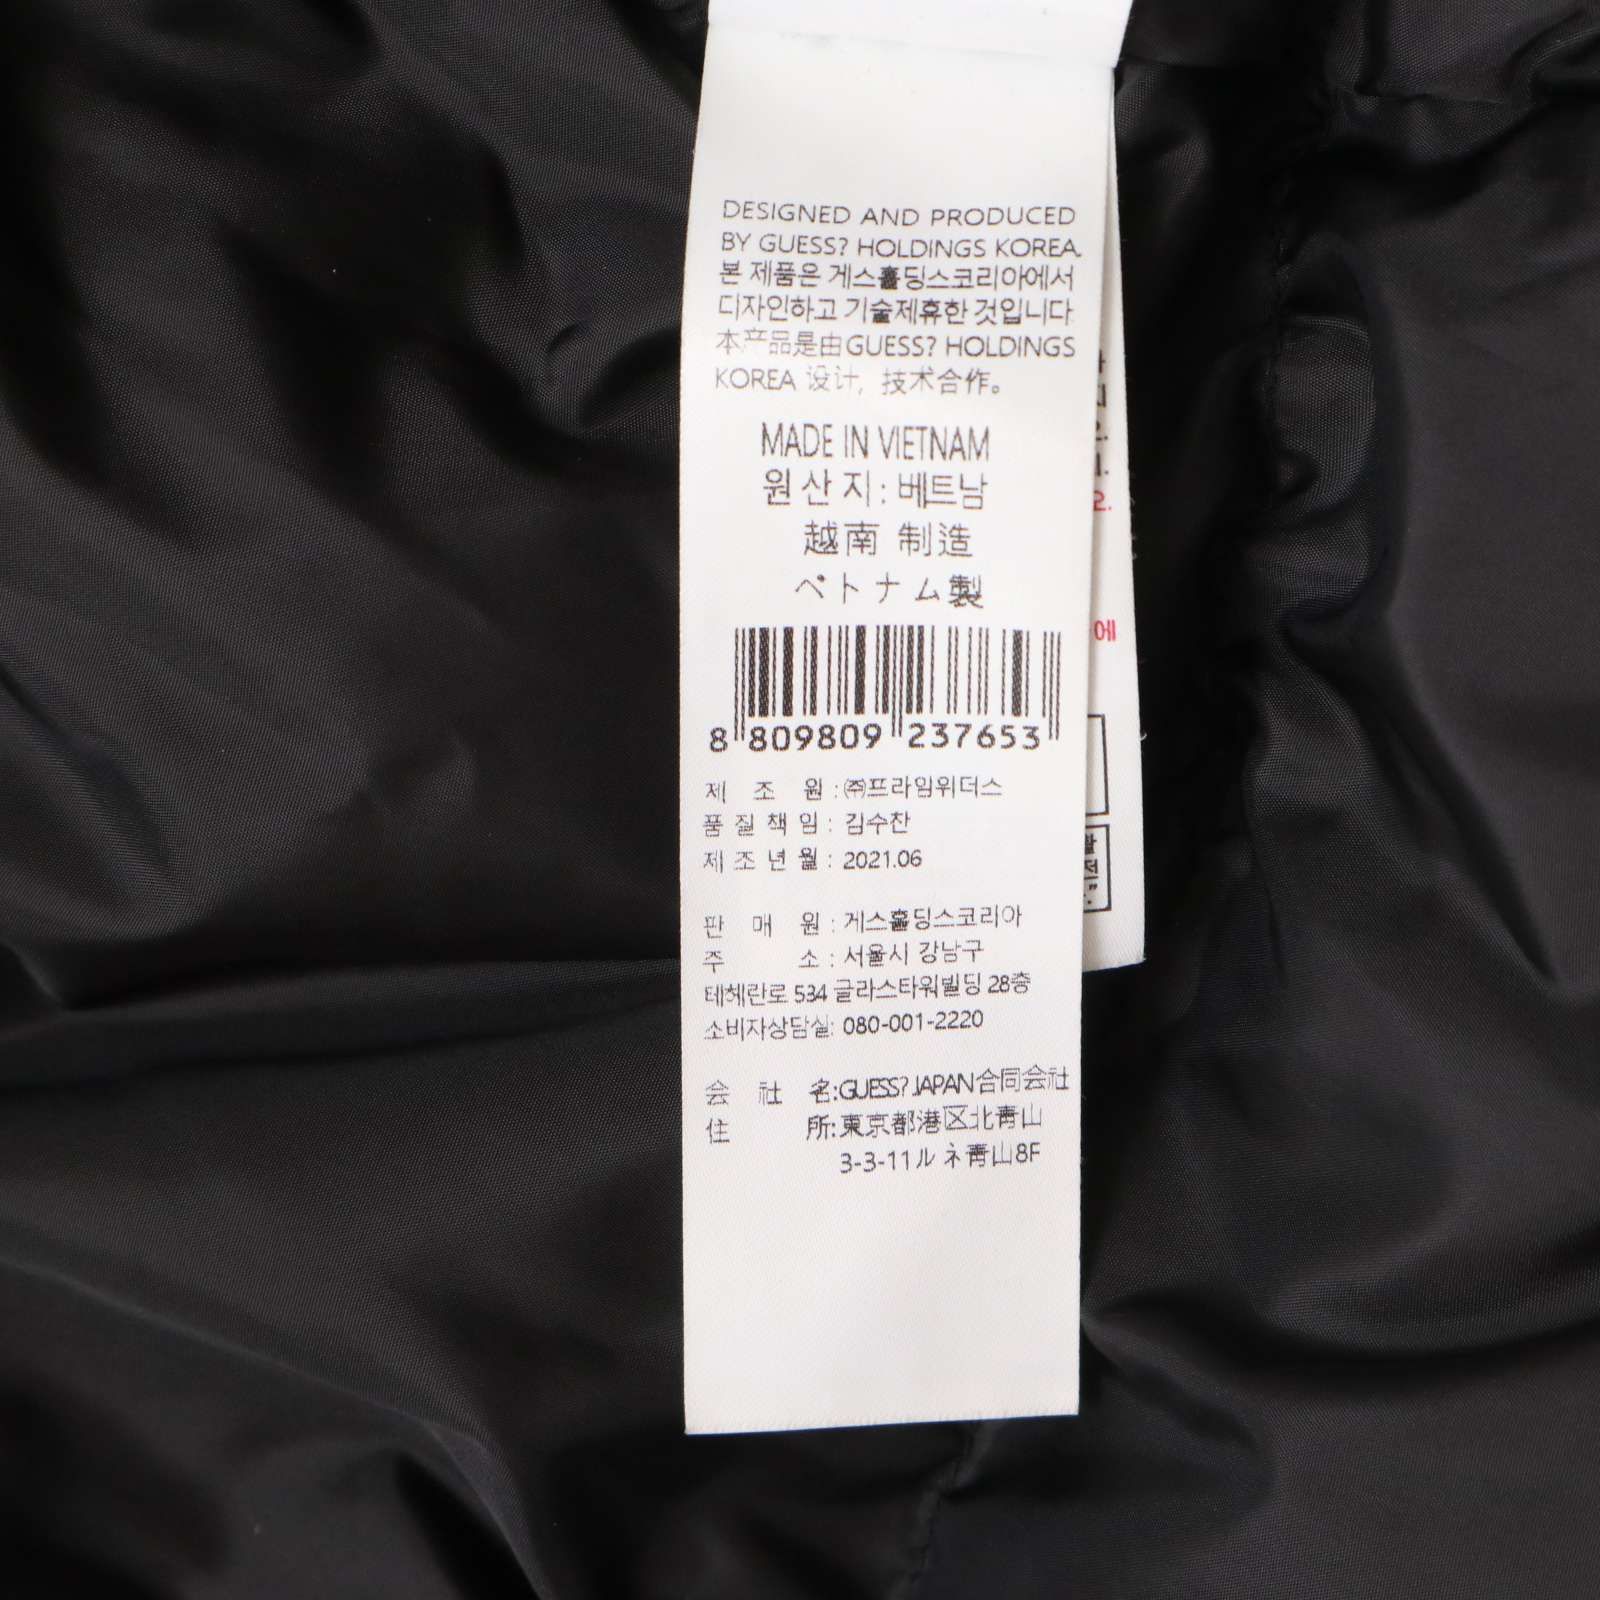 DESIGNED AND PRODUCED
BY GUESS? HOLDINGS KOREA.
본 제품은 게스홀딩스코리아에서
디자인하고 기술제휴한 것입니다
本产品是由GUESS? HOLDINGS
KOREA 设计, 技术合作。
MADE IN VIETNAM
원산지: 베트남
越南 制造
ベトナム製
8 809809 237653
제 조 원 : ㈜프라임위더스
품질책임 : 김수찬
제조년월 : 2021.06
판 매 원 : 게스홀딩스코리아
주 소 : 서울시 강남구
테헤란로 534 글라스타워빌딩 28층
소비자상담실: 080-001-2220
会 社 名:GUESS? JAPAN合同会社
住 所:東京都港区北青山
3-3-11ルネ青山8F
요.
에